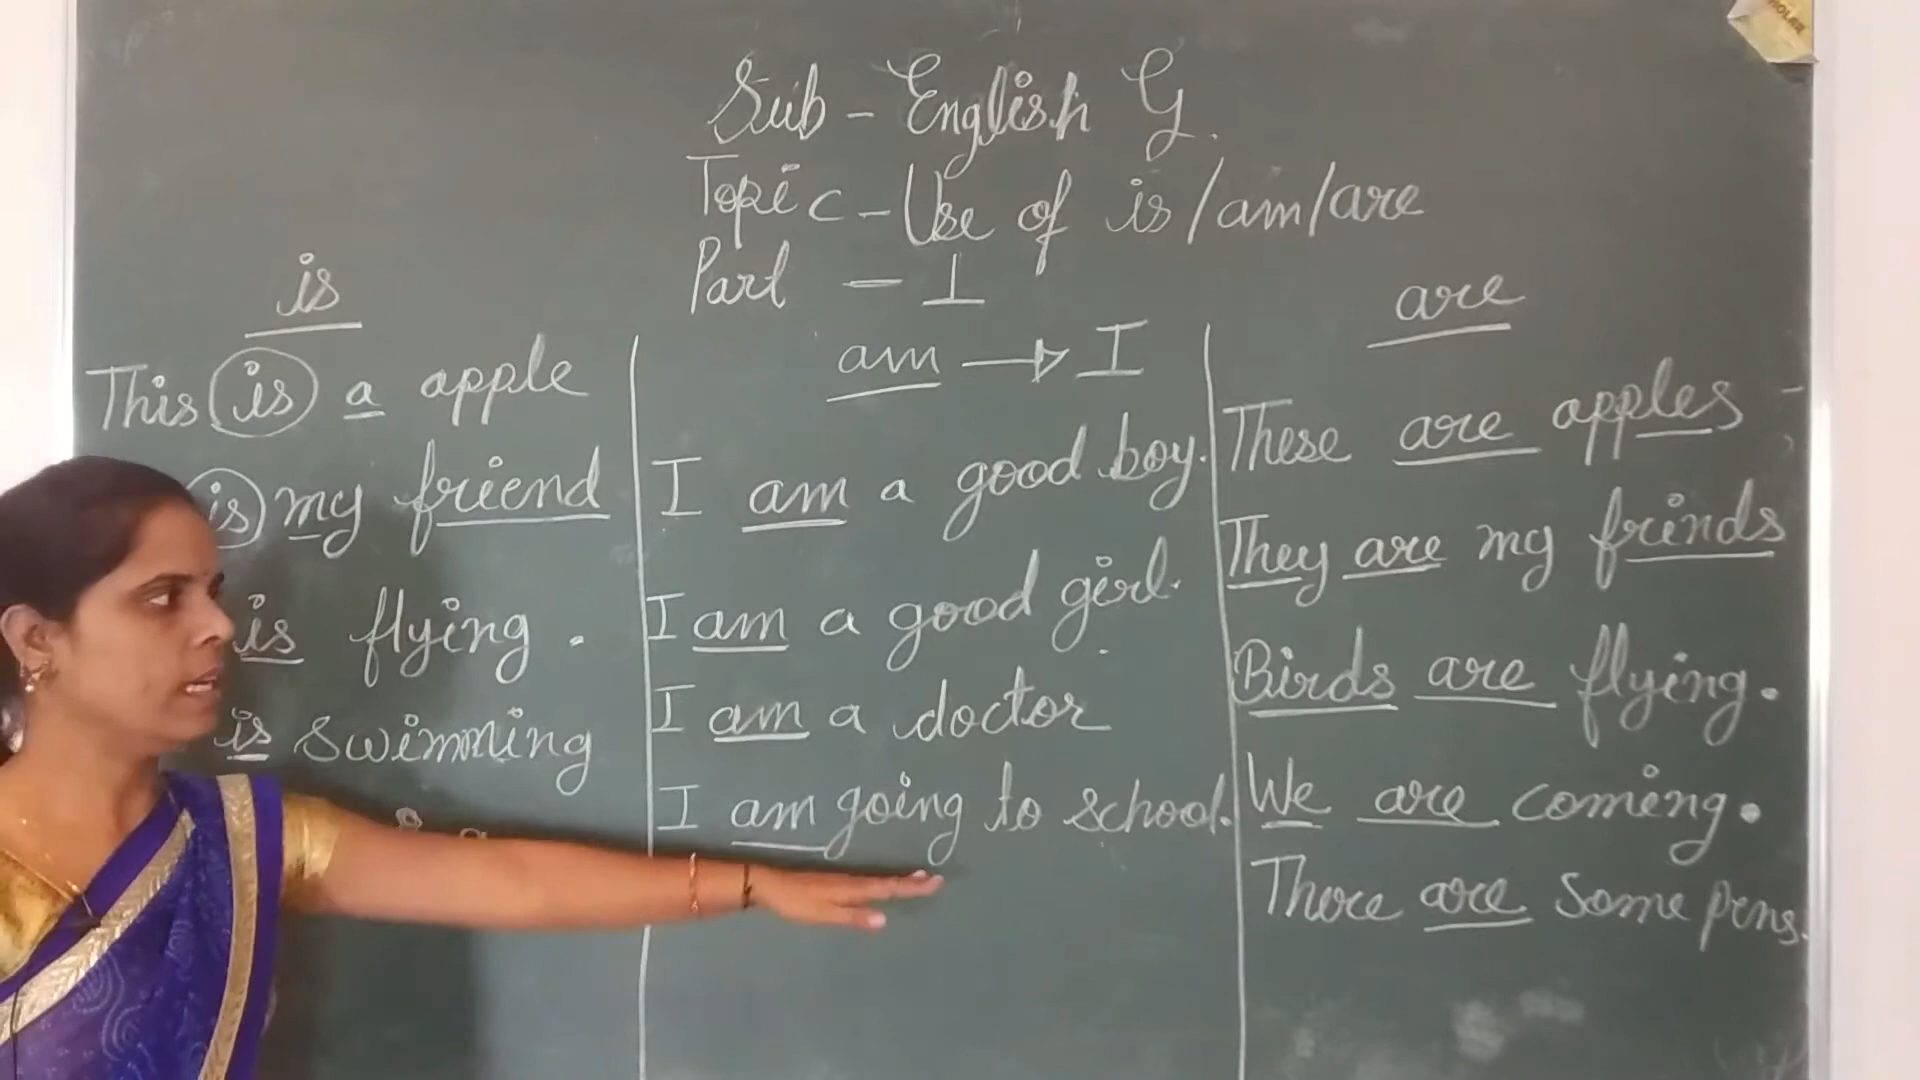 Sub - English G.
Topic - Use of is/am/are
Part - I
is
This is a apple
is my friend
is flying.
is swimming
am → I
I am a good boy.
I am a good girl.
I am a doctor
I am going to school.
are
These are apples
They are my frinds
Birds are flying.
We are coming.
There are some pens.